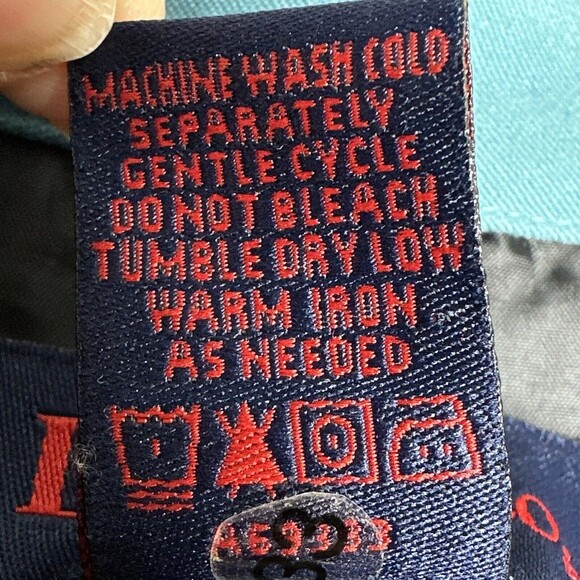 MACHINE WASH COLD
SEPARATELY
GENTLE CYCLE
DO NOT BLEACH
TUMBLE DRY LOW
WARM IRON
AS NEEDED